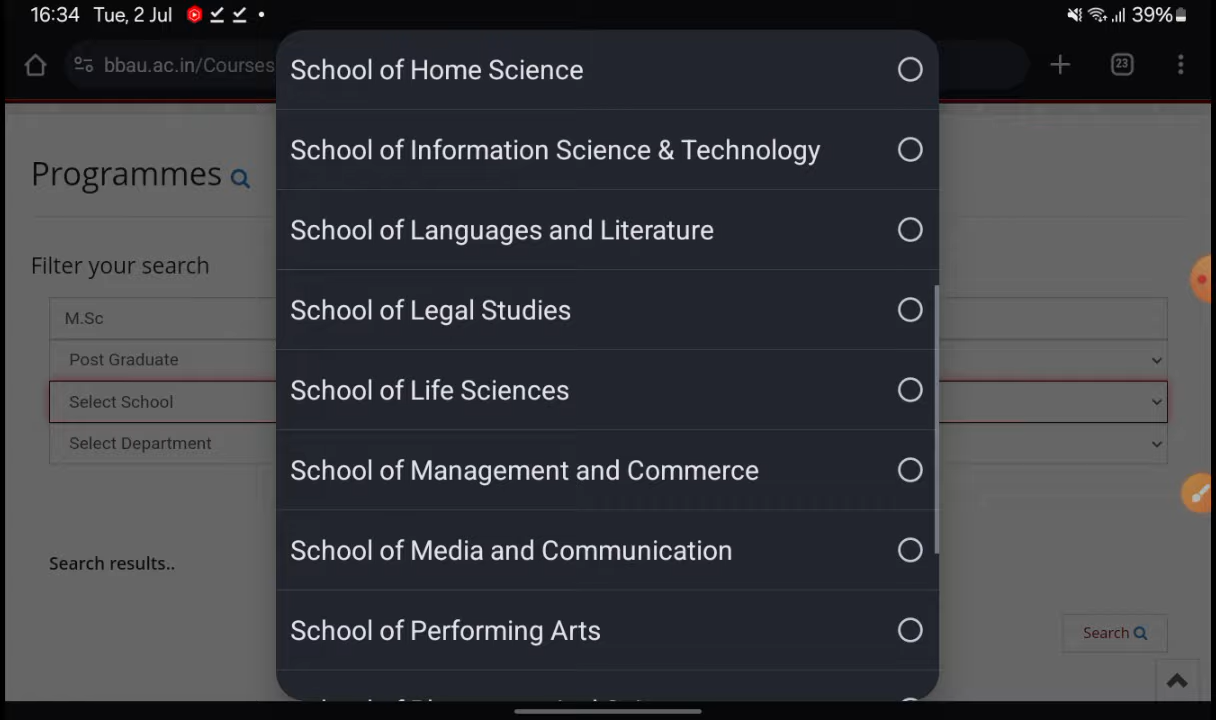 16:34 Tue, 2 Jul
39%
bbau.ac.in/Courses
23
Programmes
Filter your search
M.Sc
Post Graduate
Select School
Select Department
Search results..
Search
School of Home Science
School of Information Science & Technology
School of Languages and Literature
School of Legal Studies
School of Life Sciences
School of Management and Commerce
School of Media and Communication
School of Performing Arts